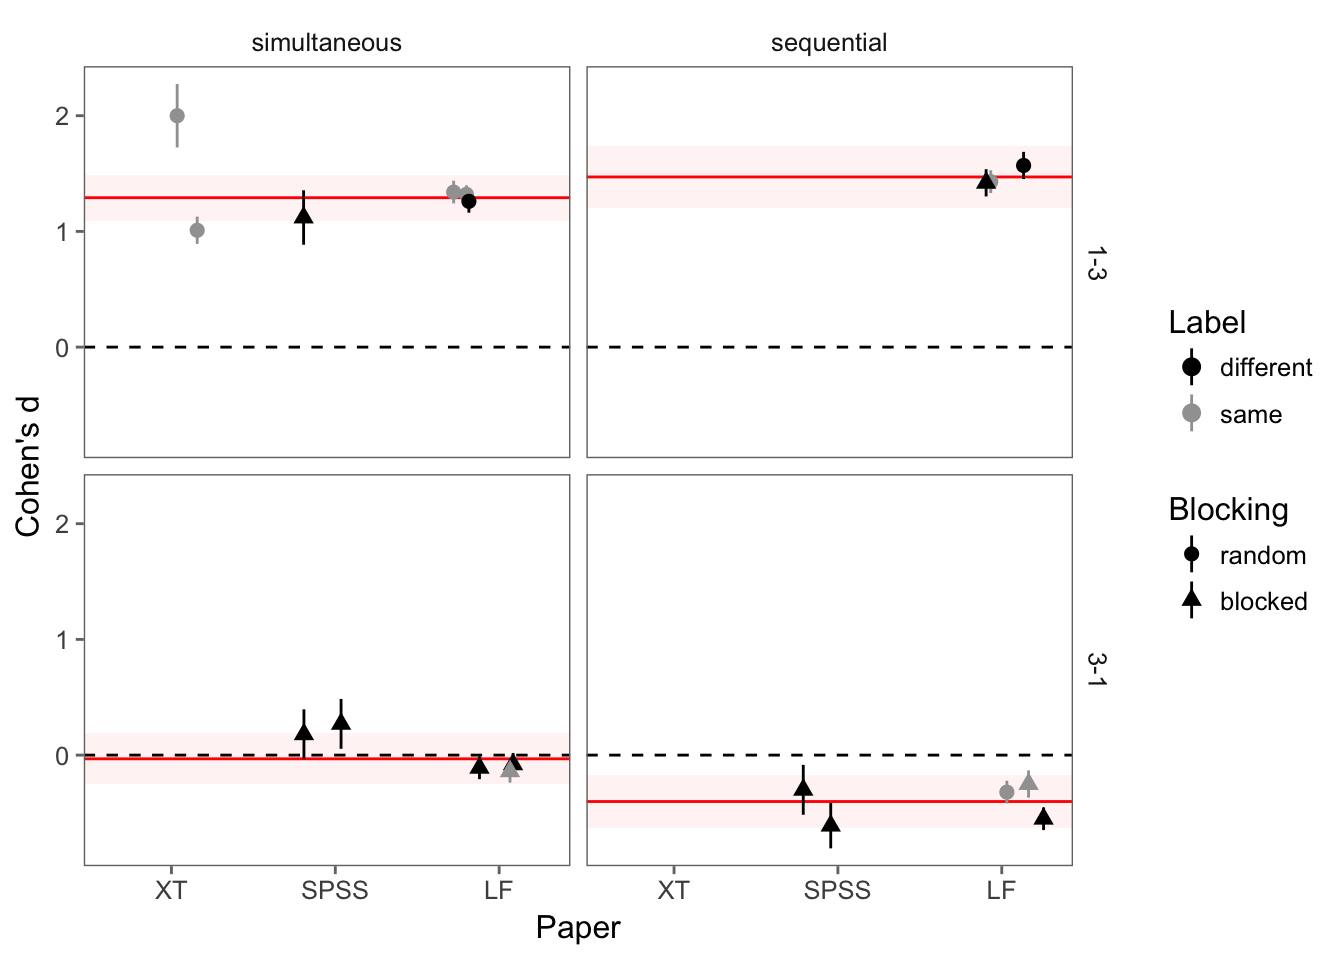 simultaneous
sequential
2
1
0
1-3
Cohen's d
2
1
0
3-1
XT
SPSS
LF
XT
SPSS
LF
Paper
Label
different
same
Blocking
random
blocked